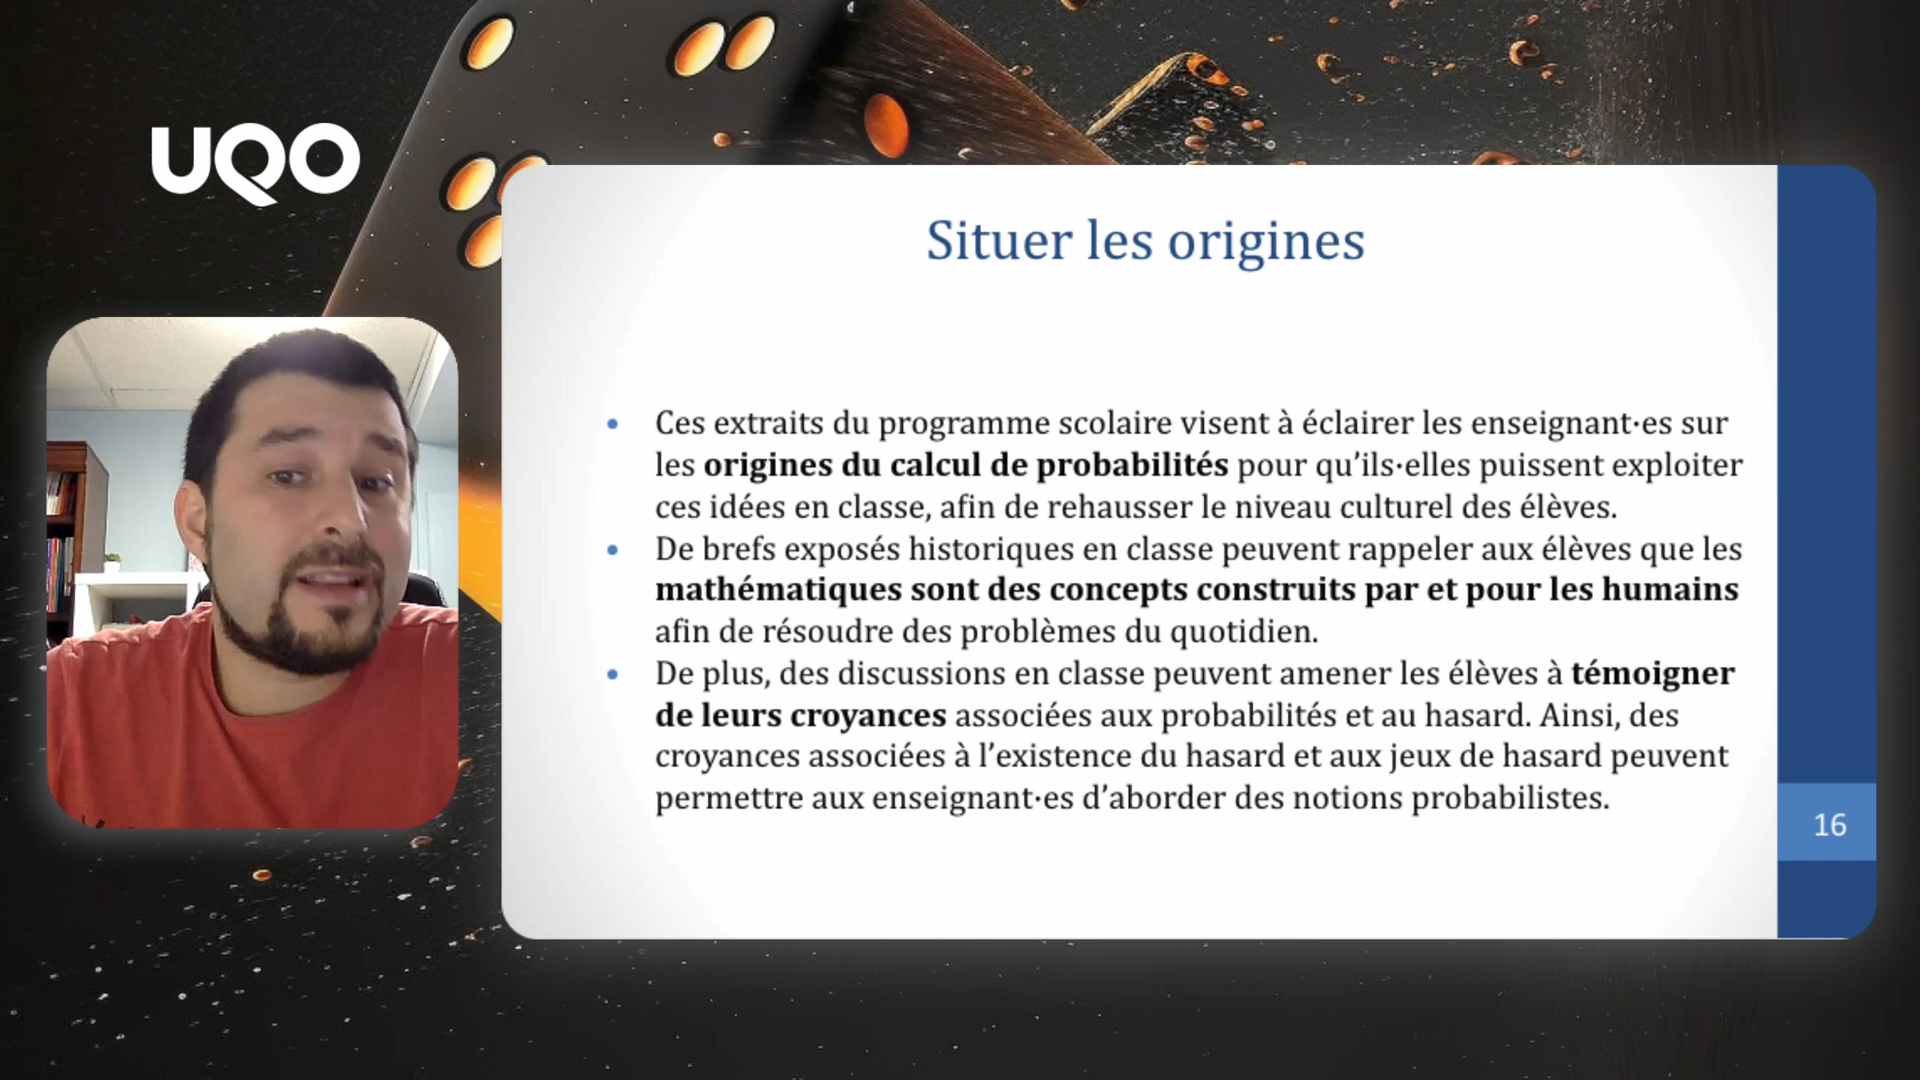 UQO
Situer les origines
• Ces extraits du programme scolaire visent à éclairer les enseignant·es sur
les origines du calcul de probabilités pour qu’ils·elles puissent exploiter
ces idées en classe, afin de rehausser le niveau culturel des élèves.
• De brefs exposés historiques en classe peuvent rappeler aux élèves que les
mathématiques sont des concepts construits par et pour les humains
afin de résoudre des problèmes du quotidien.
• De plus, des discussions en classe peuvent amener les élèves à témoigner
de leurs croyances associées aux probabilités et au hasard. Ainsi, des
croyances associées à l’existence du hasard et aux jeux de hasard peuvent
permettre aux enseignant·es d’aborder des notions probabilistes.
16